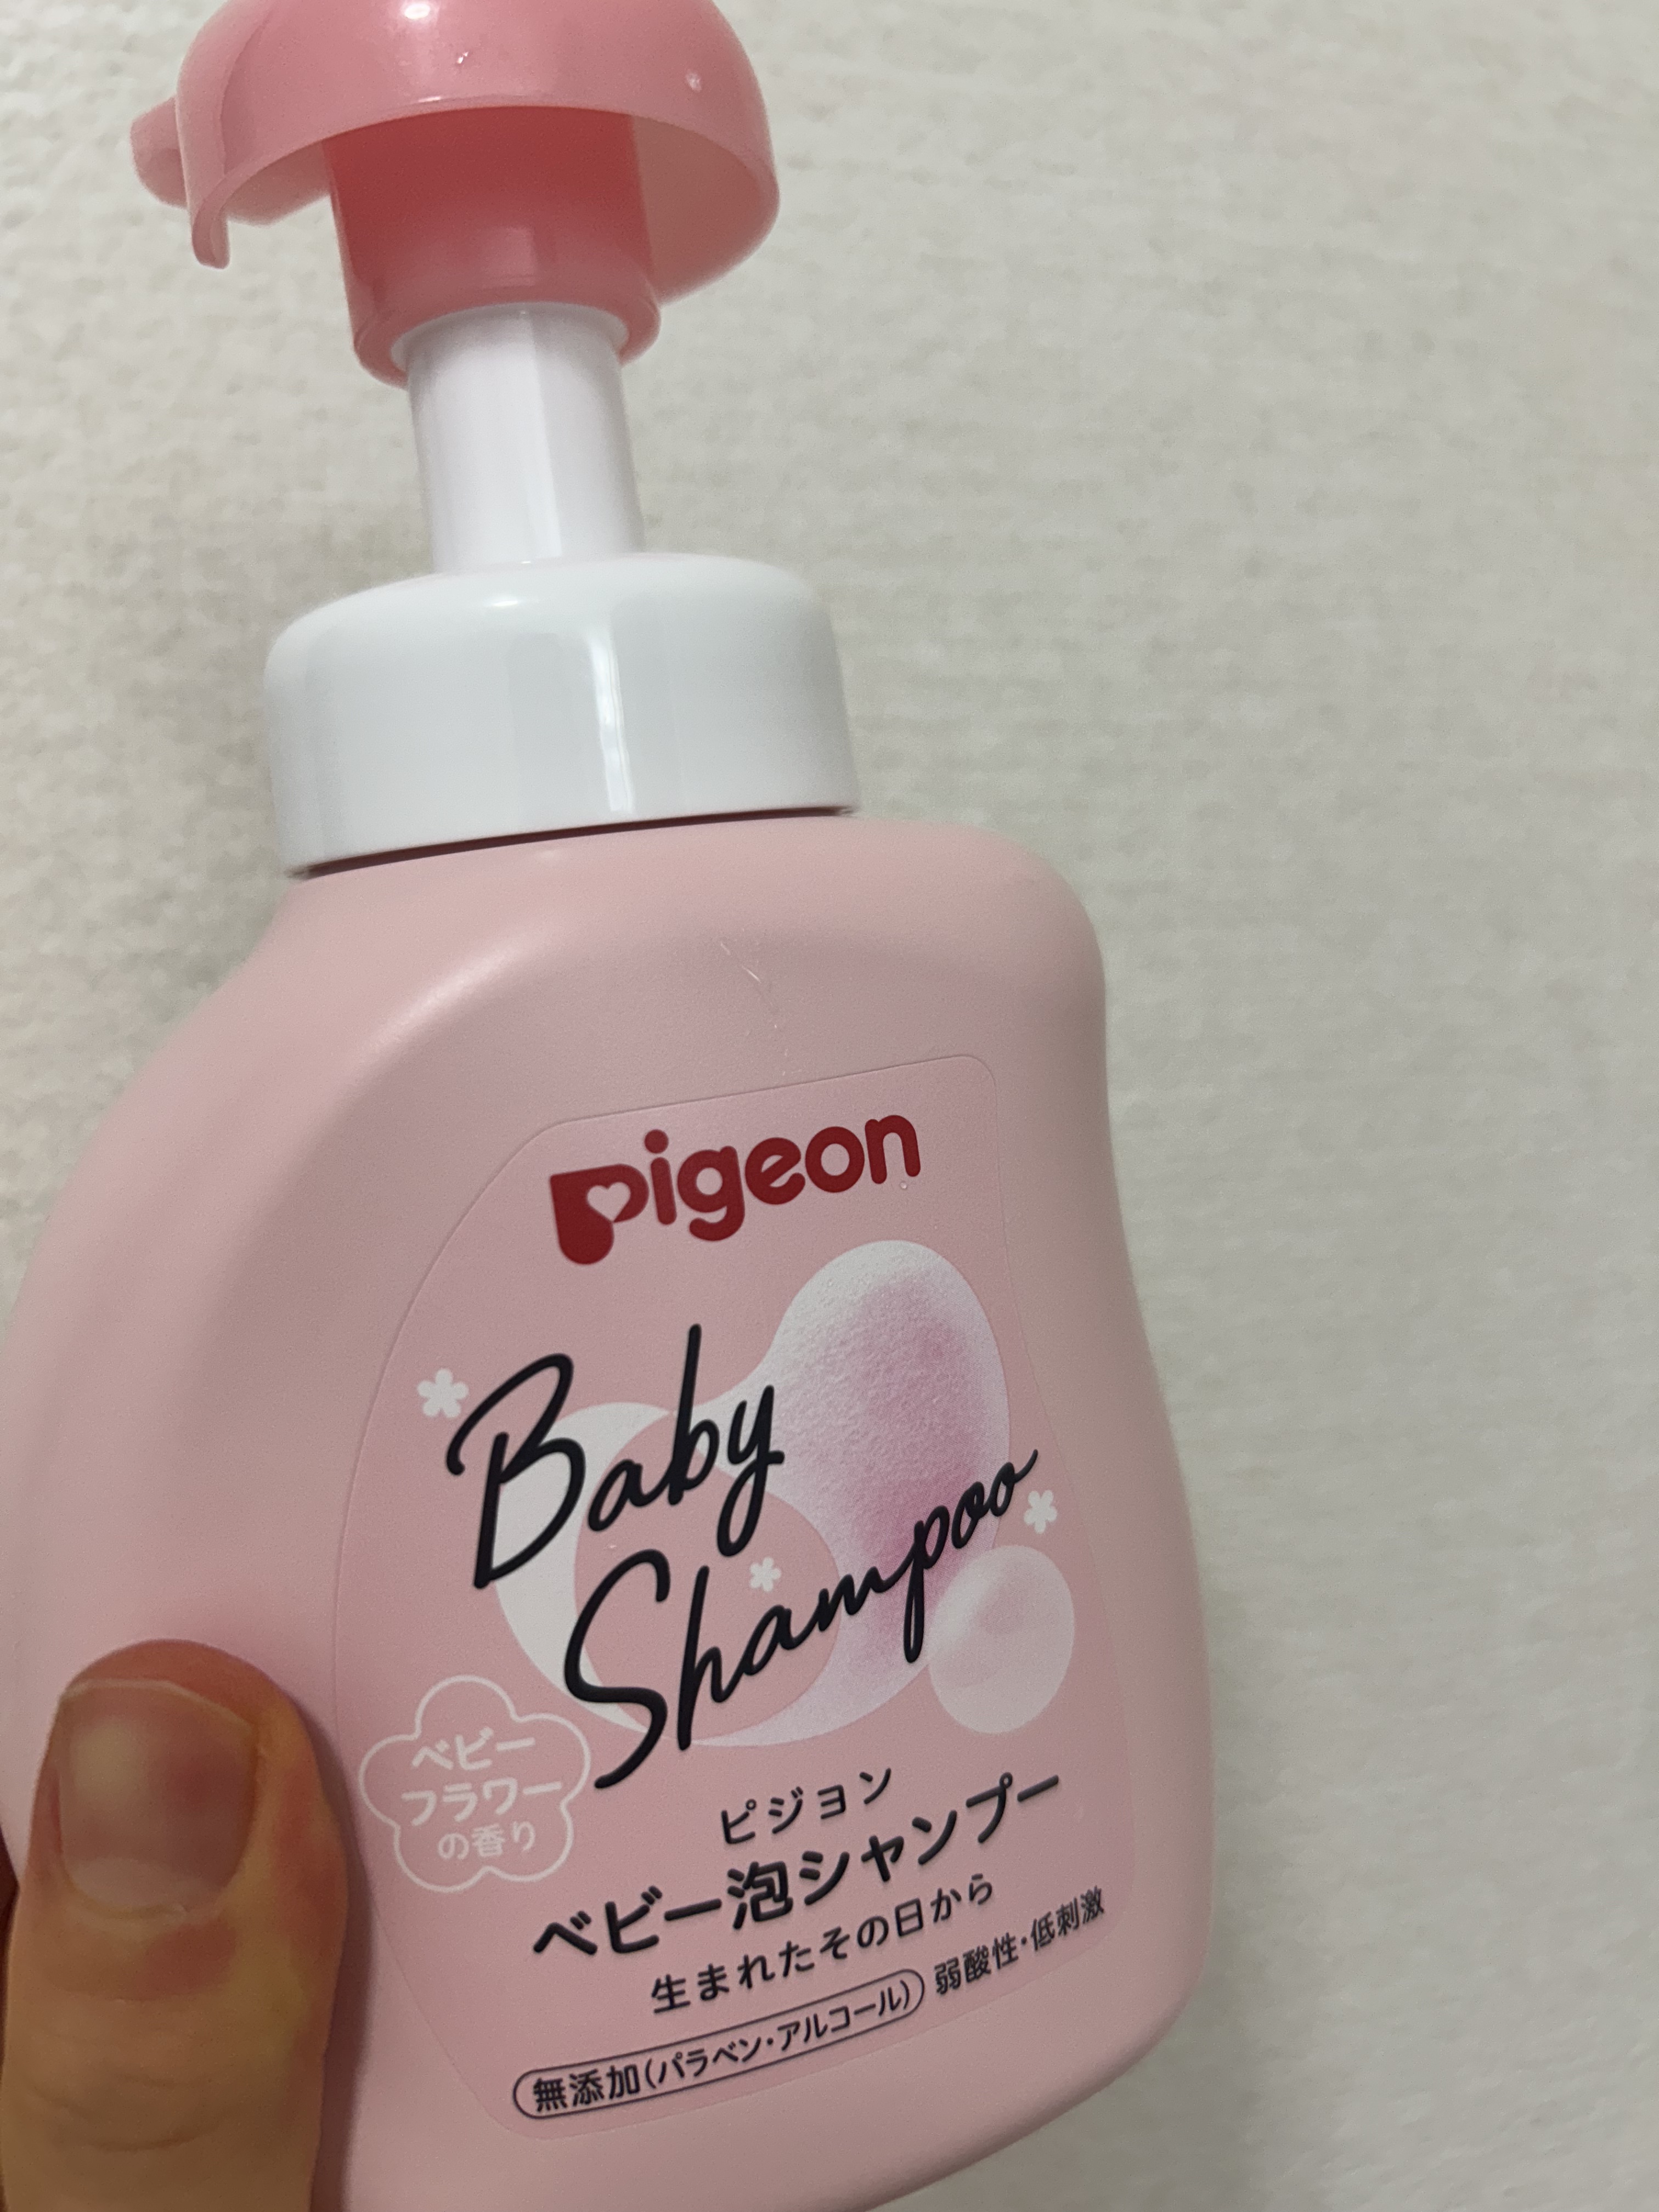 Pigeon
Baby
Shampoo
ベビー
フラワー
の香り
ピジョン
ベビー泡シャンプー
生まれたその日から
無添加(パラベン・アルコール) 弱酸性・低刺激